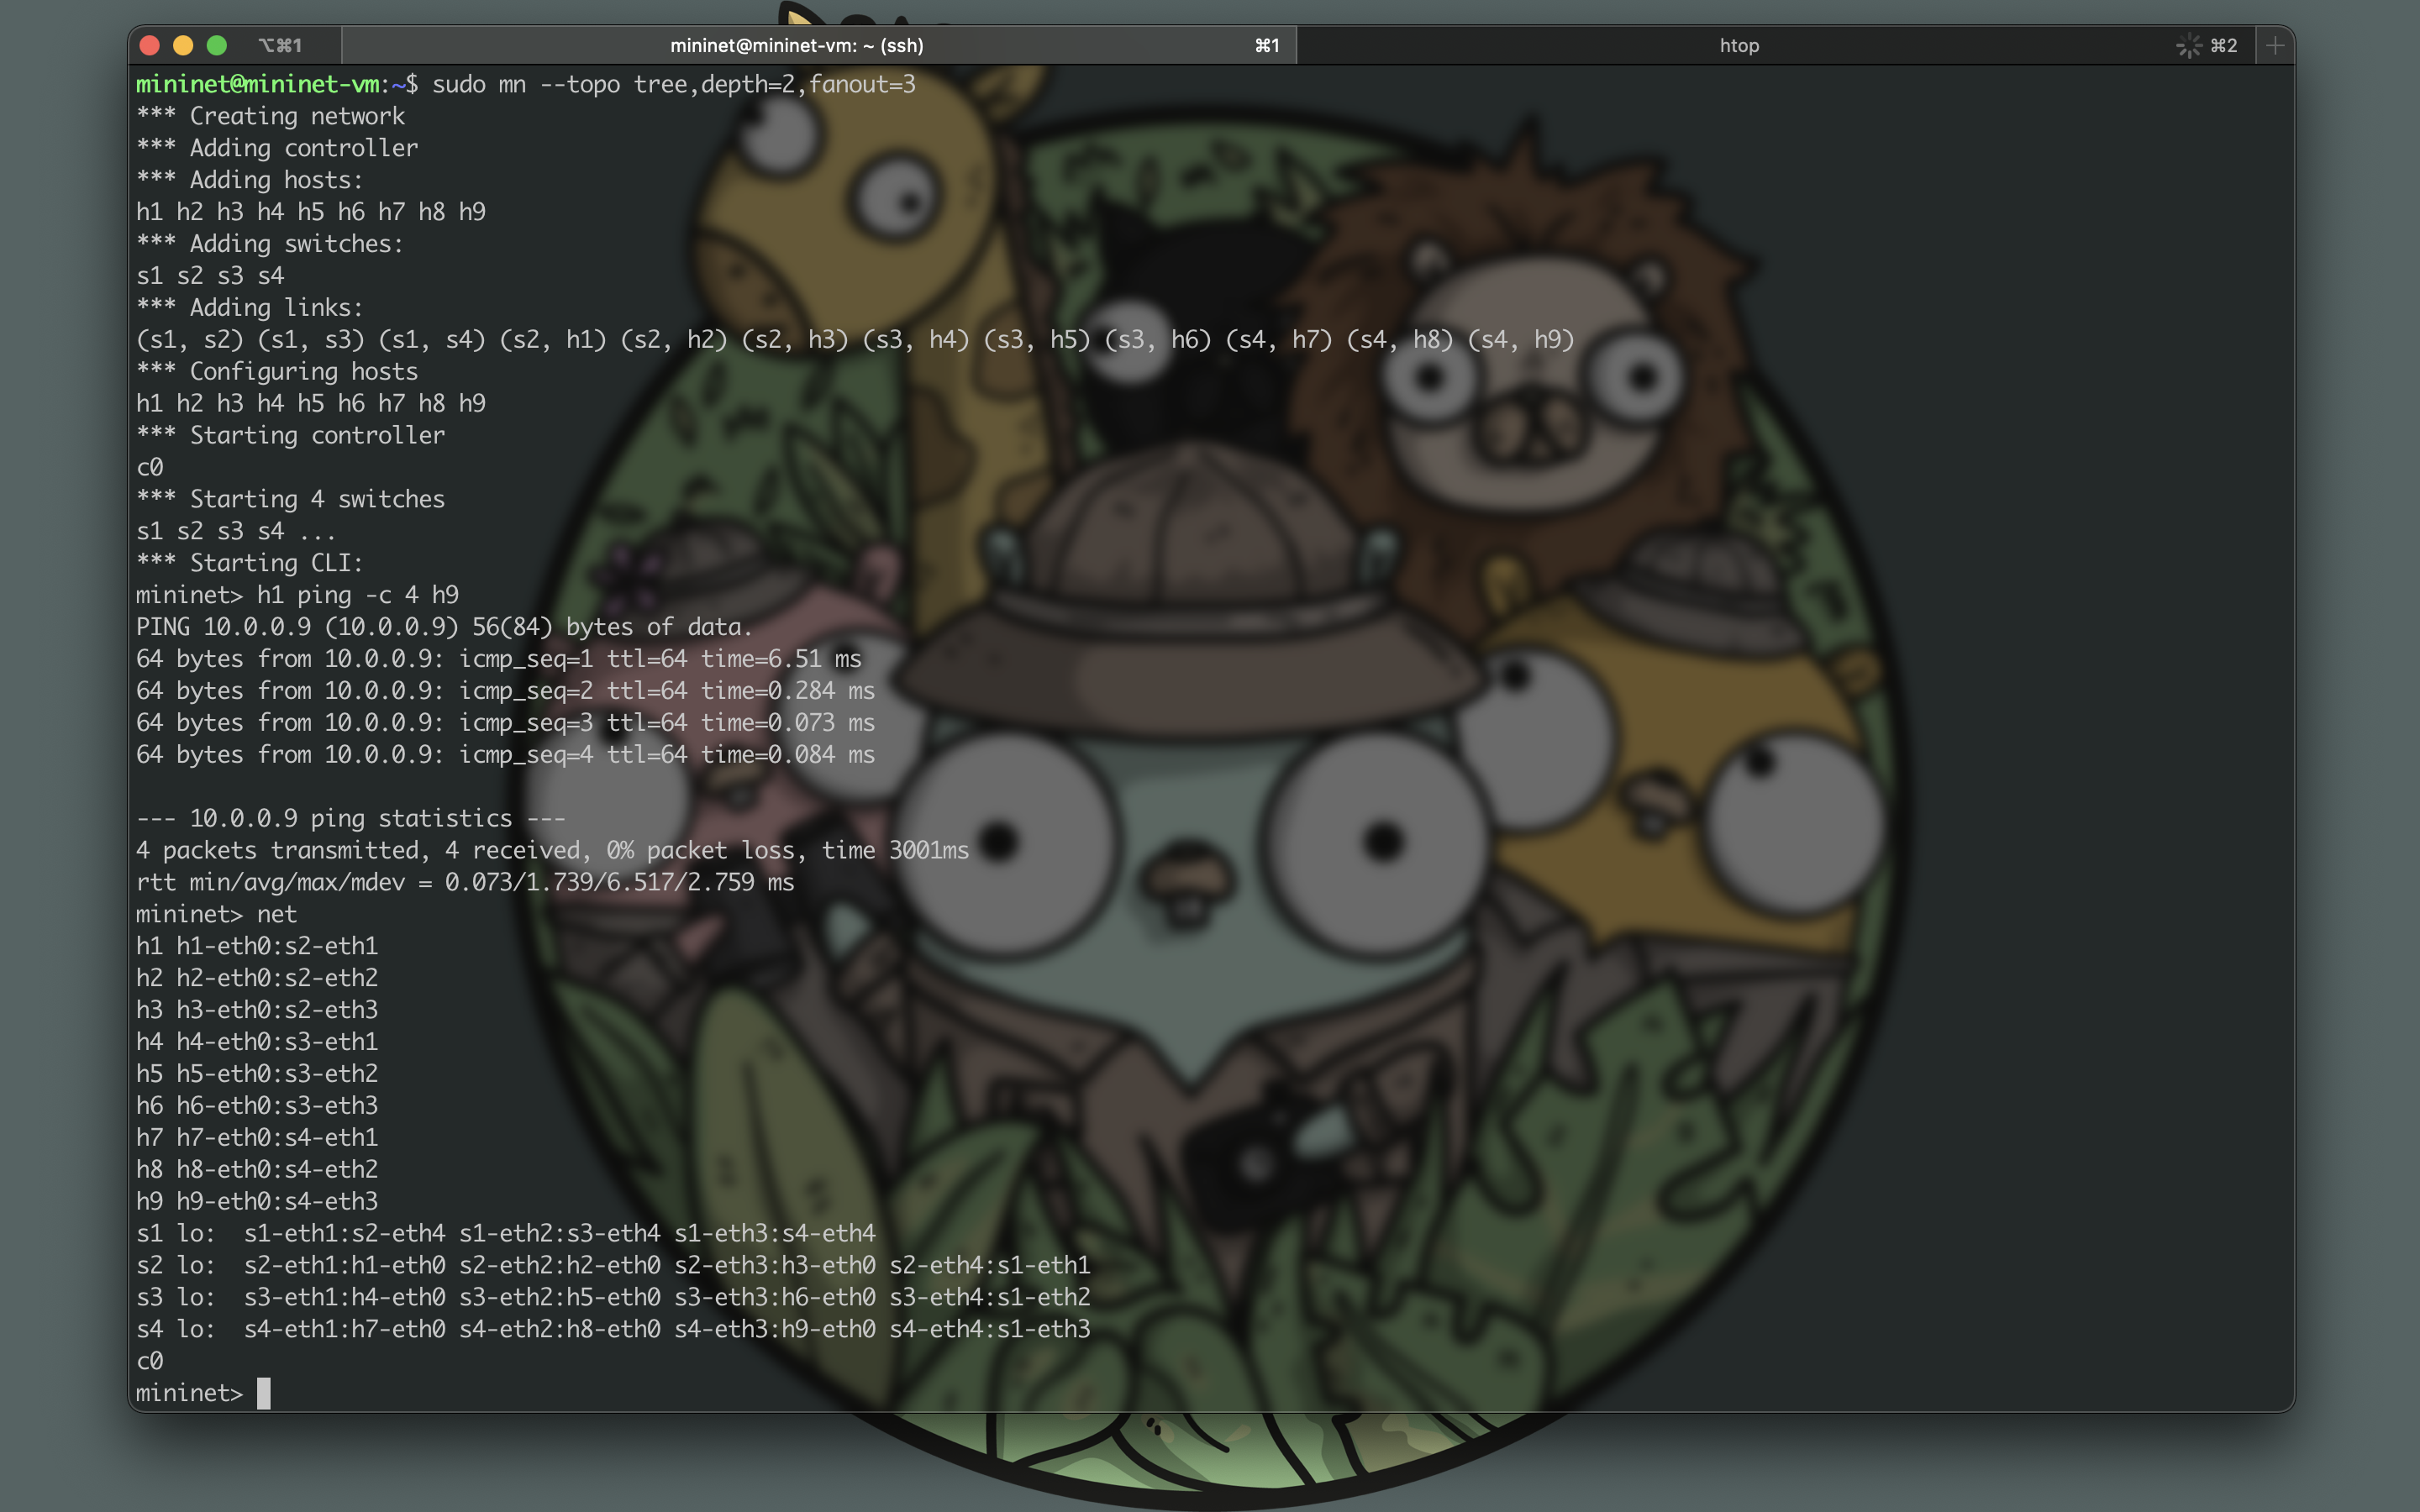 ⌥⌘1
mininet@mininet-vm: ~ (ssh) ⌘1
htop ⌘2
mininet@mininet-vm:~$ sudo mn --topo tree,depth=2,fanout=3
*** Creating network
*** Adding controller
*** Adding hosts:
h1 h2 h3 h4 h5 h6 h7 h8 h9
*** Adding switches:
s1 s2 s3 s4
*** Adding links:
(s1, s2) (s1, s3) (s1, s4) (s2, h1) (s2, h2) (s2, h3) (s3, h4) (s3, h5) (s3, h6) (s4, h7) (s4, h8) (s4, h9)
*** Configuring hosts
h1 h2 h3 h4 h5 h6 h7 h8 h9
*** Starting controller
c0
*** Starting 4 switches
s1 s2 s3 s4 ...
*** Starting CLI:
mininet> h1 ping -c 4 h9
PING 10.0.0.9 (10.0.0.9) 56(84) bytes of data.
64 bytes from 10.0.0.9: icmp_seq=1 ttl=64 time=6.51 ms
64 bytes from 10.0.0.9: icmp_seq=2 ttl=64 time=0.284 ms
64 bytes from 10.0.0.9: icmp_seq=3 ttl=64 time=0.073 ms
64 bytes from 10.0.0.9: icmp_seq=4 ttl=64 time=0.084 ms
--- 10.0.0.9 ping statistics ---
4 packets transmitted, 4 received, 0% packet loss, time 3001ms
rtt min/avg/max/mdev = 0.073/1.739/6.517/2.759 ms
mininet> net
h1 h1-eth0:s2-eth1
h2 h2-eth0:s2-eth2
h3 h3-eth0:s2-eth3
h4 h4-eth0:s3-eth1
h5 h5-eth0:s3-eth2
h6 h6-eth0:s3-eth3
h7 h7-eth0:s4-eth1
h8 h8-eth0:s4-eth2
h9 h9-eth0:s4-eth3
s1 lo:  s1-eth1:s2-eth4 s1-eth2:s3-eth4 s1-eth3:s4-eth4
s2 lo:  s2-eth1:h1-eth0 s2-eth2:h2-eth0 s2-eth3:h3-eth0 s2-eth4:s1-eth1
s3 lo:  s3-eth1:h4-eth0 s3-eth2:h5-eth0 s3-eth3:h6-eth0 s3-eth4:s1-eth2
s4 lo:  s4-eth1:h7-eth0 s4-eth2:h8-eth0 s4-eth3:h9-eth0 s4-eth4:s1-eth3
c0
mininet>